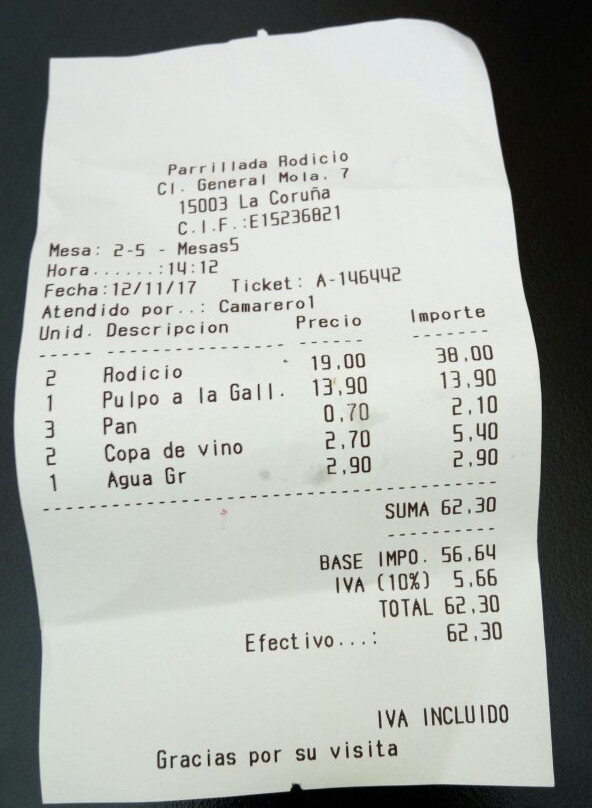 Parrillada Rodicio
Cl. General Mola. 7
15003 La Coruña
C.I.F.:E15236821
Mesa: 2-5 - Mesas5
Hora......:14:12
Fecha:12/11/17 Ticket: A-146442
Atendido por..: Camarero1
Unid. Descripcion Precio Importe
----- ----------------- ------ --------
2 Rodicio 19,00 38,00
1 Pulpo a la Gall. 13,90 13,90
3 Pan 0,70 2,10
2 Copa de vino 2,70 5,40
1 Agua Gr 2,90 2,90
----------------------------------------
SUMA 62,30
----------
BASE IMPO. 56,64
IVA (10%) 5,66
TOTAL 62,30
Efectivo...: 62,30
IVA INCLUIDO
Gracias por su visita